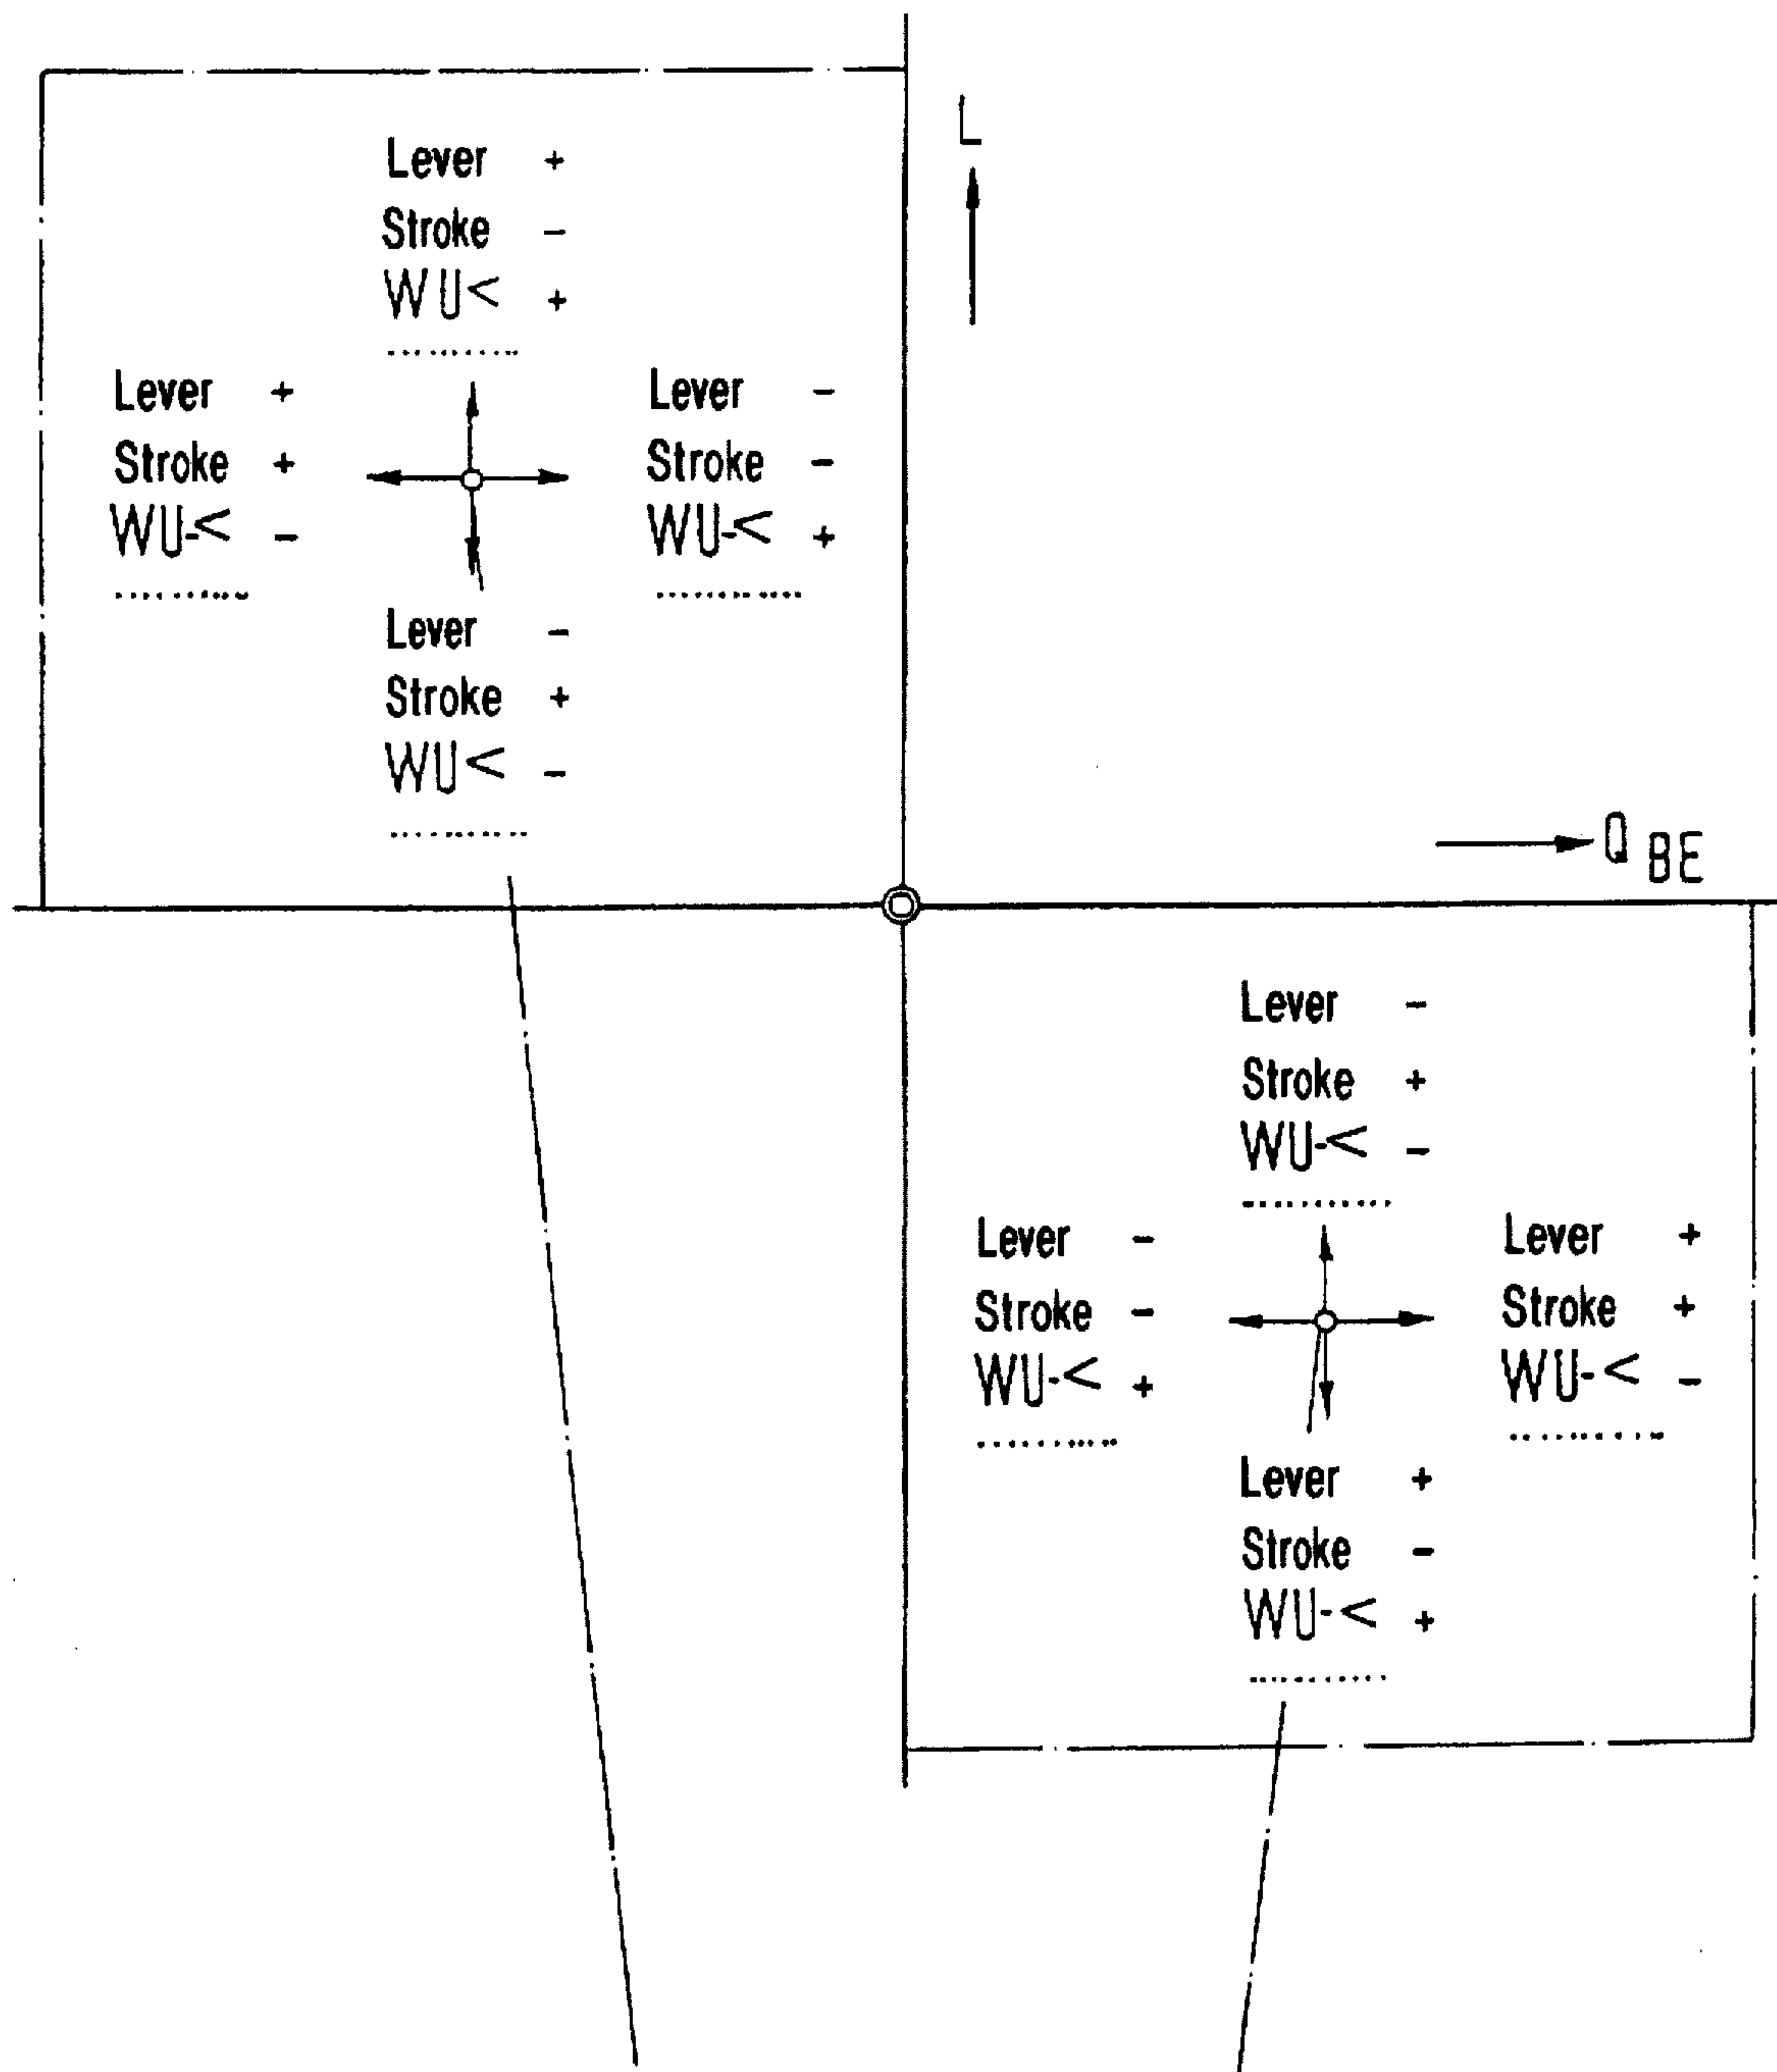 L
Lever +
Stroke -
WU< +
Lever +
Stroke +
WU-< -
Lever -
Stroke -
WU-< +
Lever -
Stroke +
WU< -
Q BE
Lever -
Stroke +
WU-< -
Lever -
Stroke -
WU-< +
Lever +
Stroke +
WU-< -
Lever +
Stroke -
WU-< +